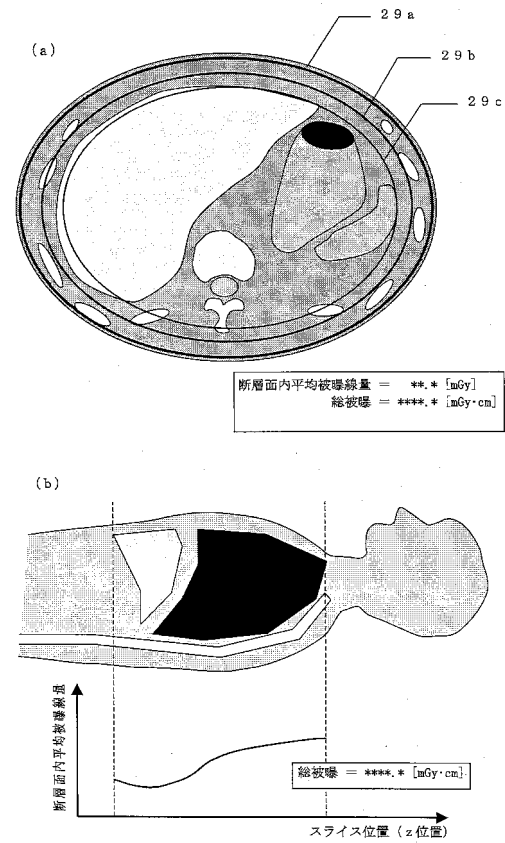 (a)
29a
29b
29c
断層面内平均被曝線量 = **.* [mGy]
総被曝 = ****.* [mGy・cm]
(b)
断層面内平均被曝線量
総被曝 = ****.* [mGy・cm]
スライス位置 (z位置)